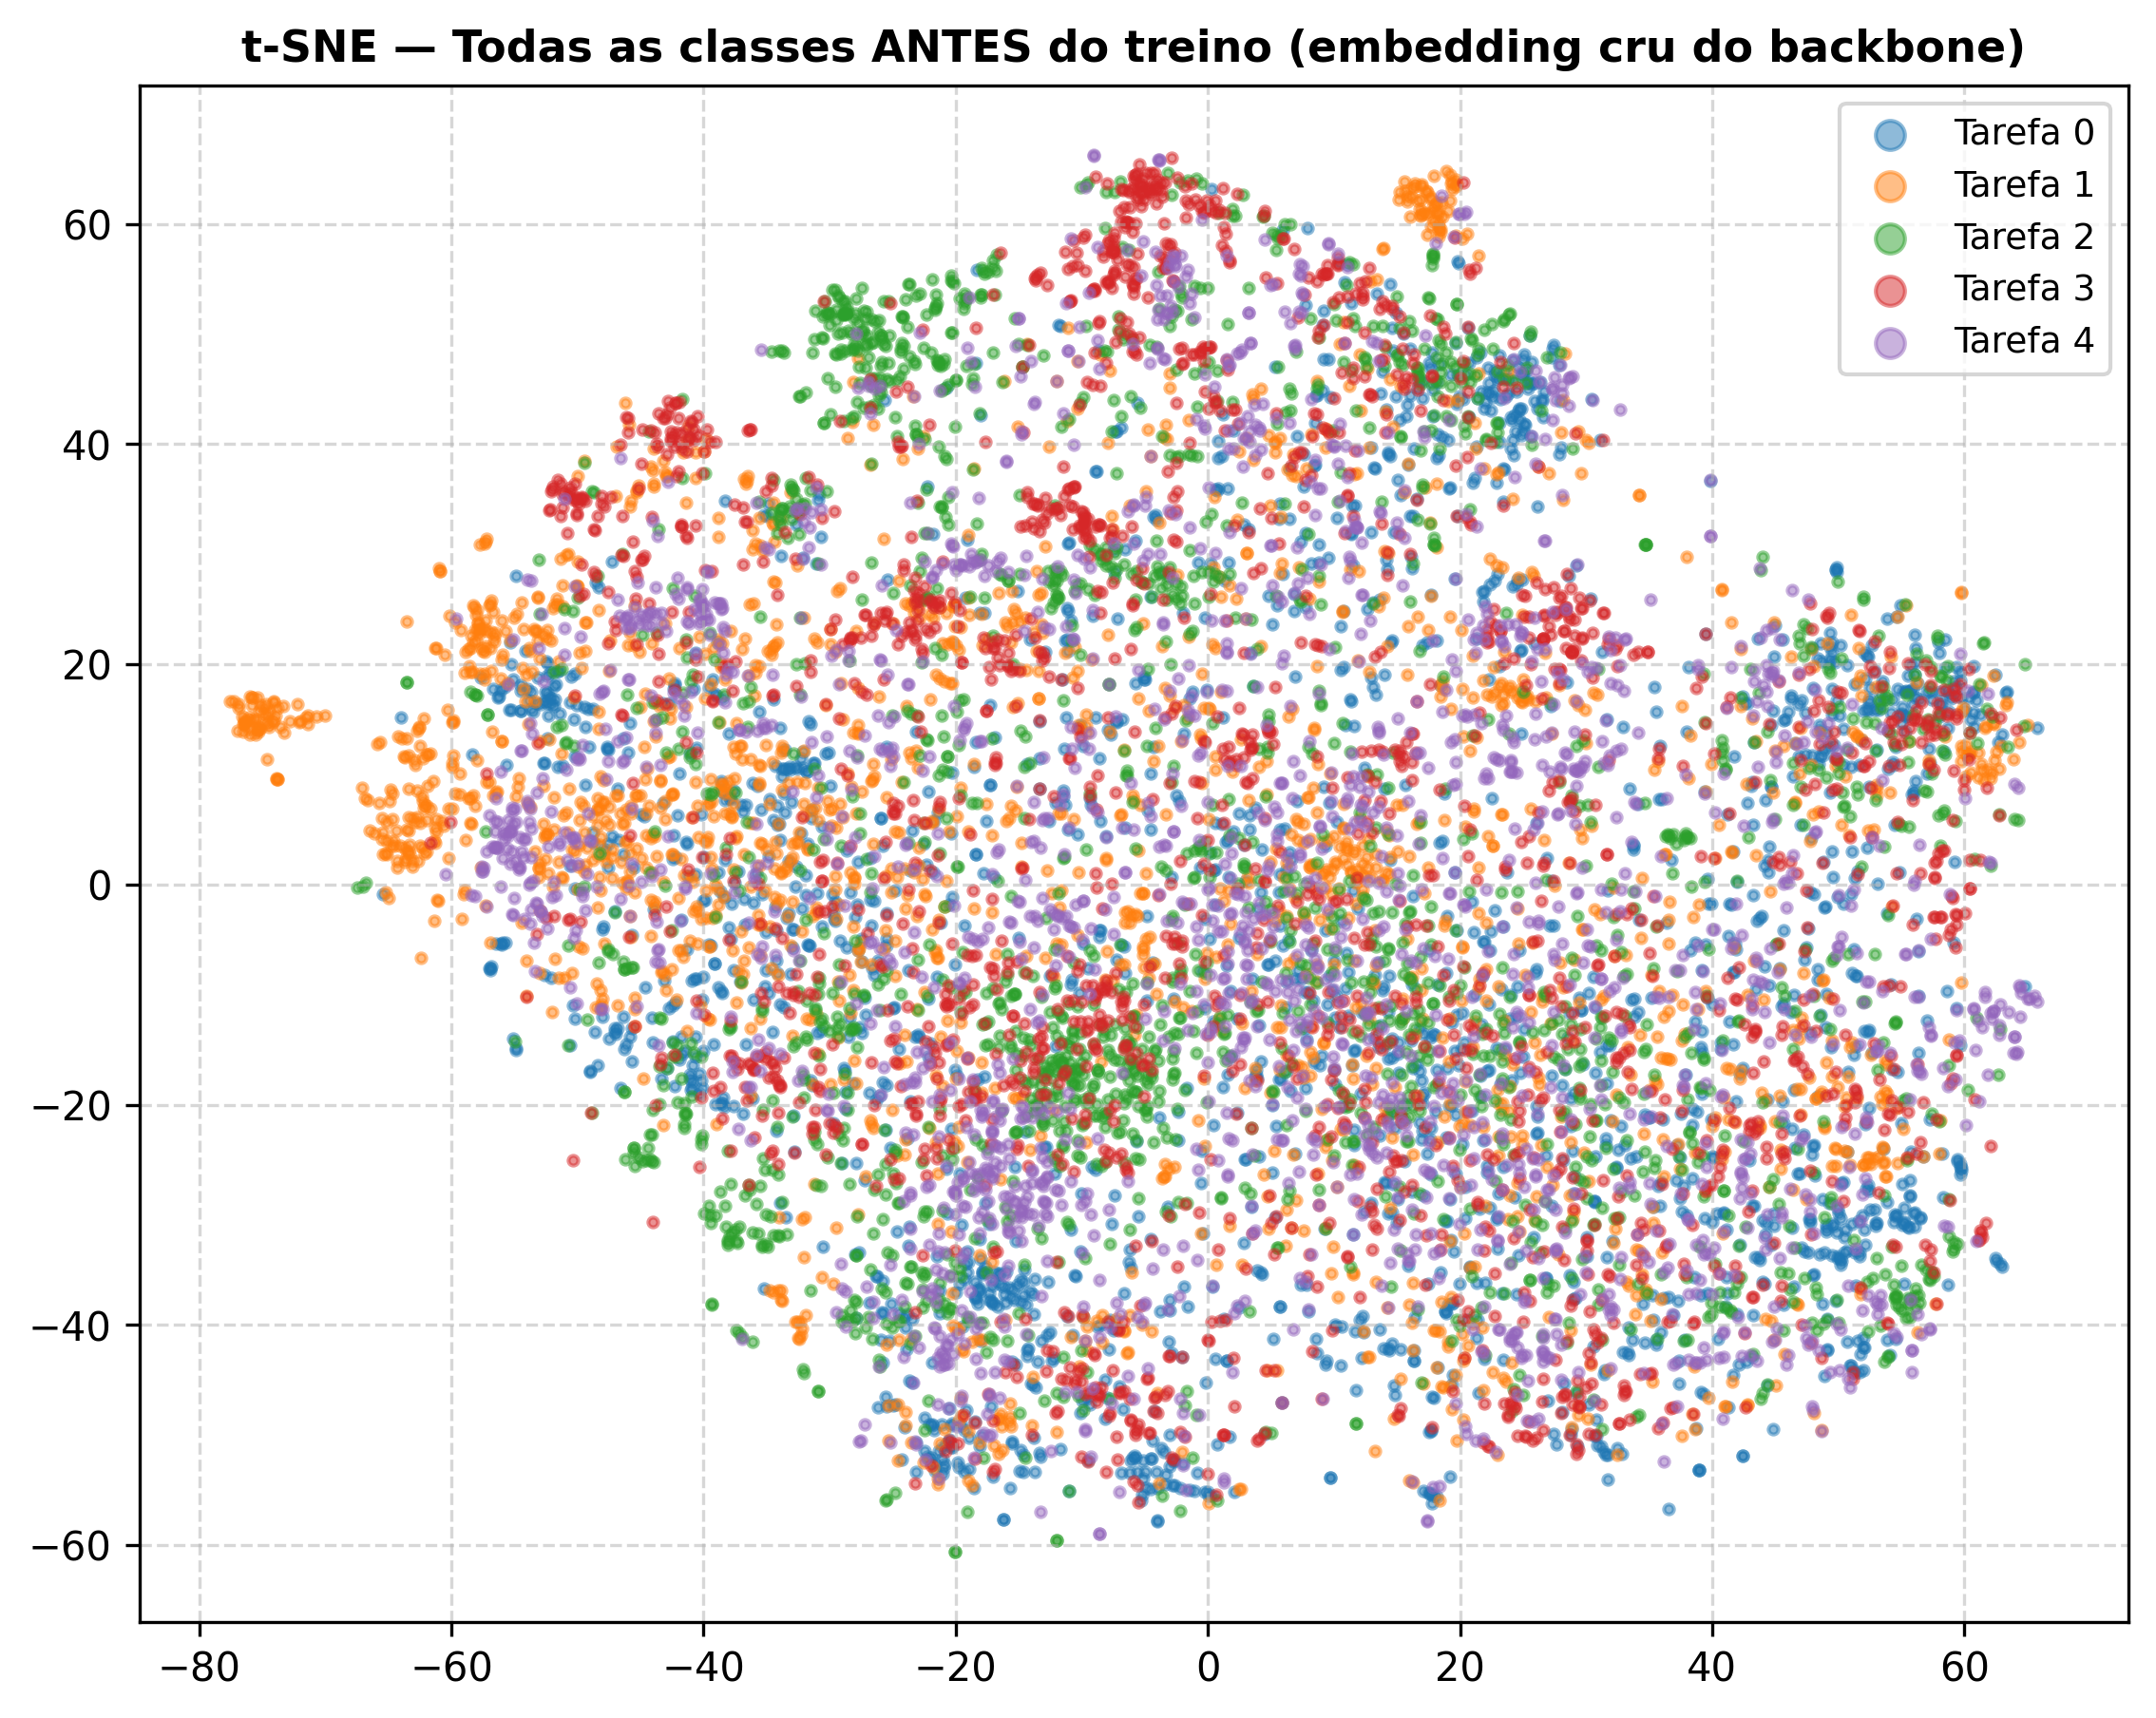 t-SNE — Todas as classes ANTES do treino (embedding cru do backbone)
Tarefa 0
Tarefa 1
Tarefa 2
Tarefa 3
Tarefa 4
60
40
20
0
−20
−40
−60
−80 −60 −40 −20 0 20 40 60